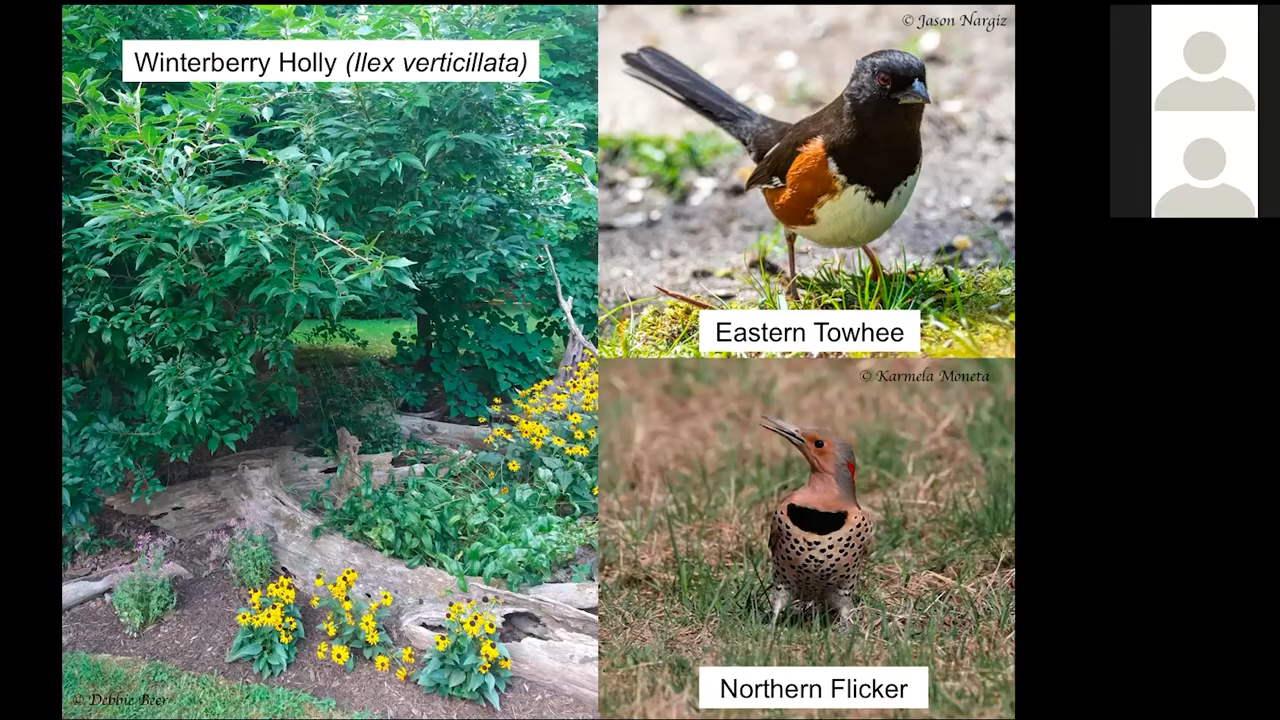 Winterberry Holly (Ilex verticillata)
© Debbie Beer
© Jason Nargiz
Eastern Towhee
© Karmela Moneta
Northern Flicker